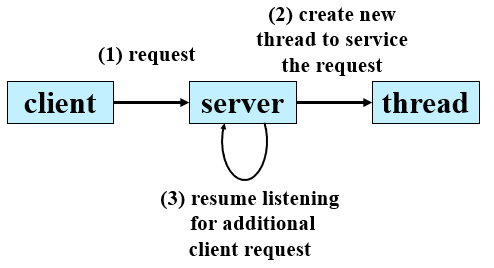 (1) request
(2) create new
thread to service
the request
client
server
thread
(3) resume listening
for additional
client request